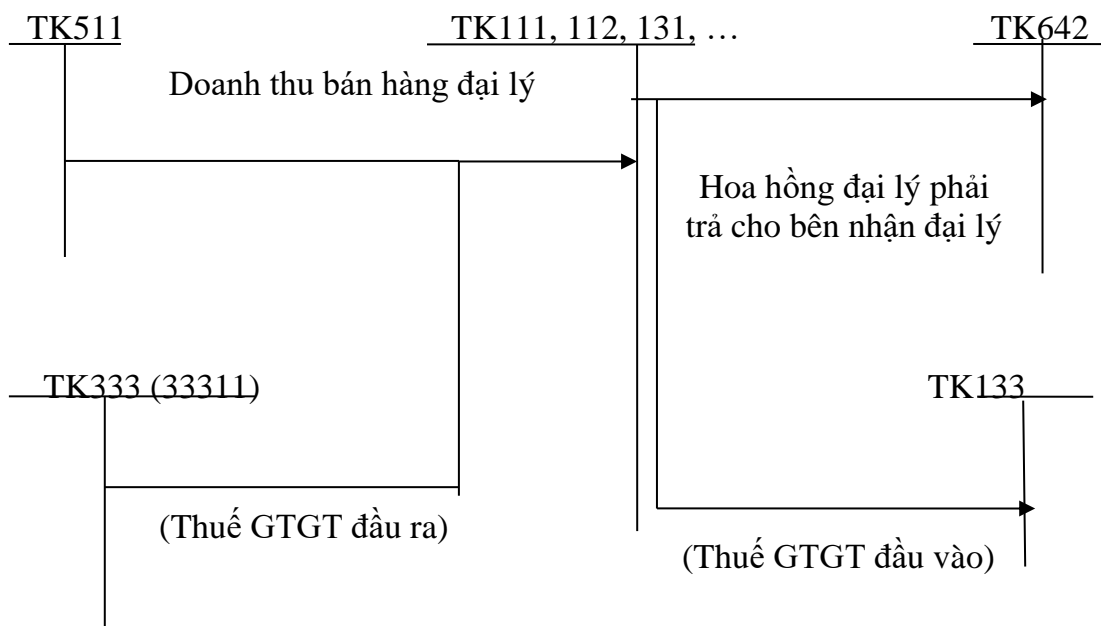 TK511
TK111, 112, 131, …
TK642
Doanh thu bán hàng đại lý
Hoa hồng đại lý phải
trả cho bên nhận đại lý
TK333 (33311)
TK133
(Thuế GTGT đầu ra)
(Thuế GTGT đầu vào)